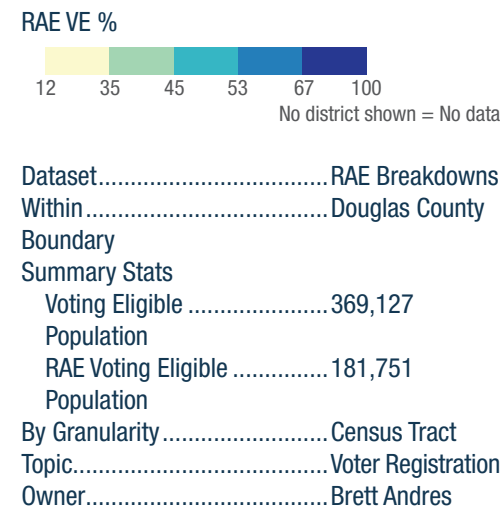 RAE VE %
12 35 45 53 67 100
No district shown = No data
Dataset....................................RAE Breakdowns
Within......................................Douglas County
Boundary
Summary Stats
Voting Eligible ......................369,127
Population
RAE Voting Eligible ...............181,751
Population
By Granularity..........................Census Tract
Topic........................................Voter Registration
Owner......................................Brett Andres